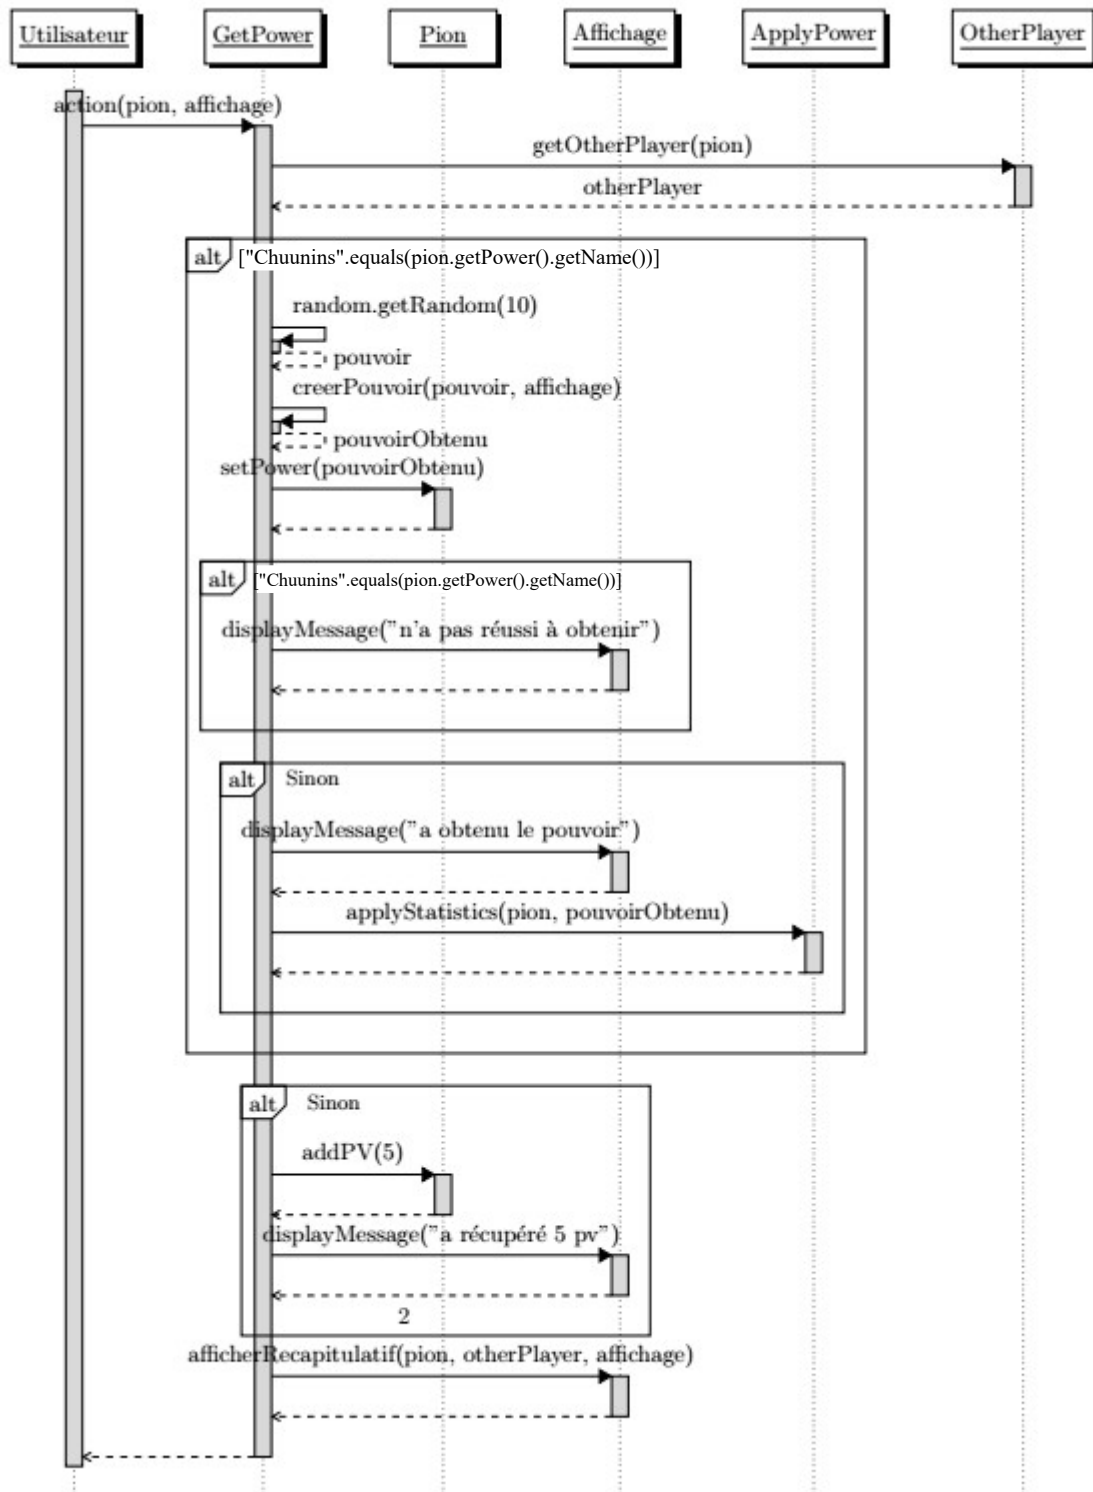 Utilisateur
GetPower
Pion
Affichage
ApplyPower
OtherPlayer
action(pion, affichage)
getOtherPlayer(pion)
otherPlayer
alt ["Chuunins".equals(pion.getPower().getName())]
random.getRandom(10)
pouvoir
creerPouvoir(pouvoir, affichage)
pouvoirObtenu
setPower(pouvoirObtenu)
alt ["Chuunins".equals(pion.getPower().getName())]
displayMessage("n'a pas réussi à obtenir")
alt Sinon
displayMessage("a obtenu le pouvoir")
applyStatistics(pion, pouvoirObtenu)
alt Sinon
addPV(5)
displayMessage("a récupéré 5 pv")
2
afficherRecapitulatif(pion, otherPlayer, affichage)